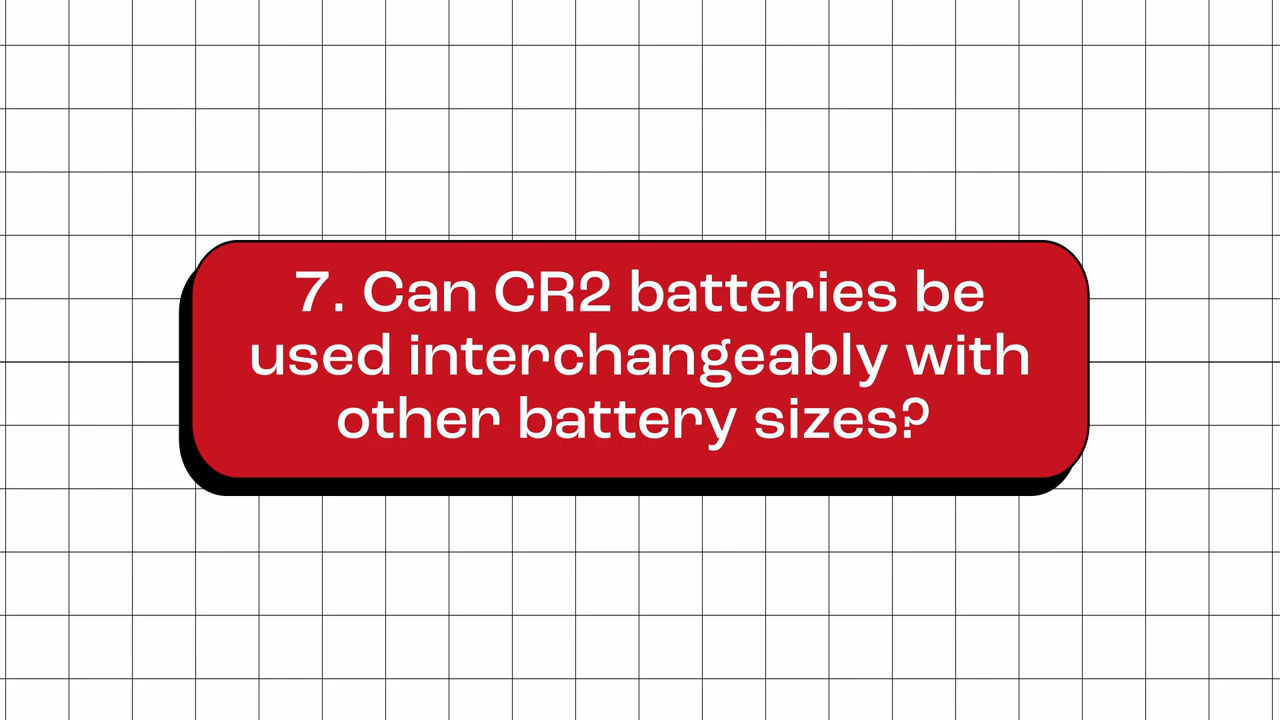 7. Can CR2 batteries be
used interchangeably with
other battery sizes?